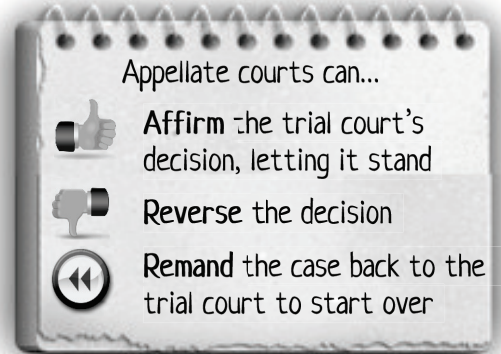 Appellate courts can...
Affirm the trial court's
decision, letting it stand
Reverse the decision
Remand the case back to the
trial court to start over